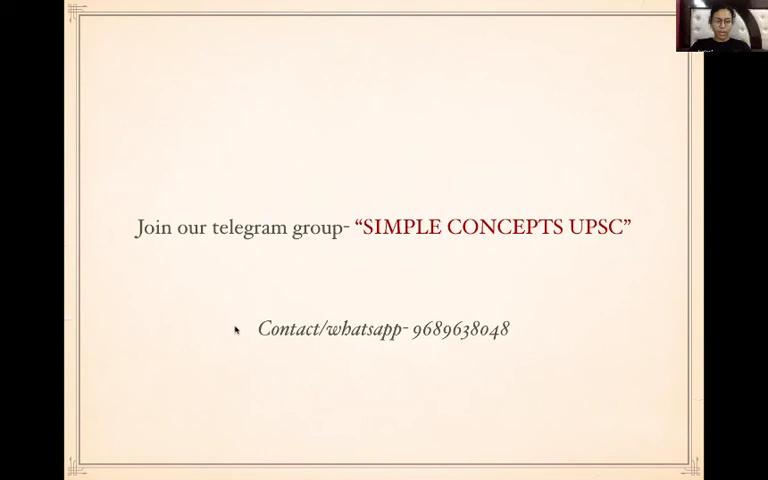 Join our telegram group- “SIMPLE CONCEPTS UPSC”
Contact/whatsapp- 9689638048